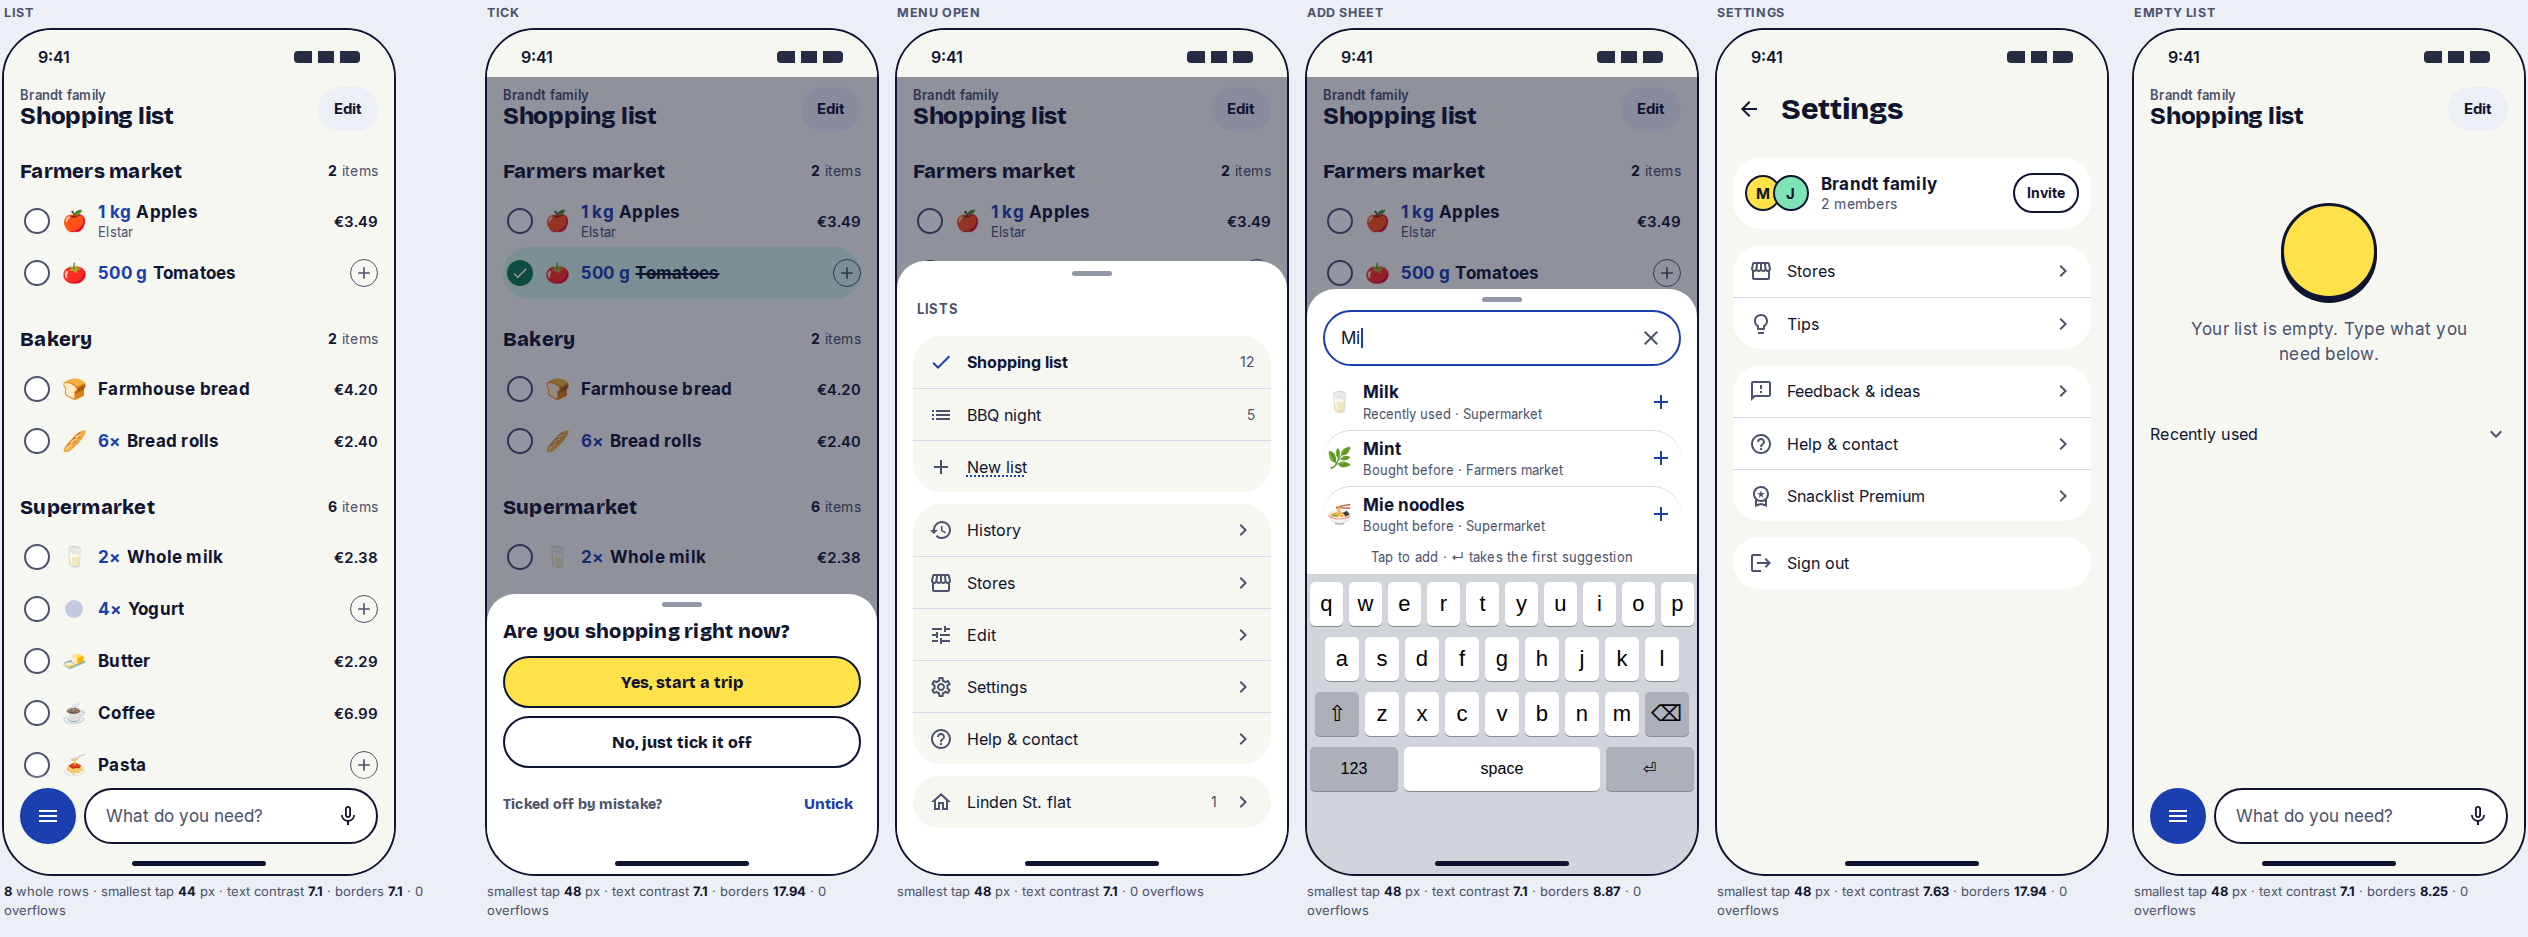 LIST
9:41
Brandt family
Shopping list
Edit
Farmers market
2 items
1 kg Apples
Elstar
€3.49
500 g Tomatoes
Bakery
2 items
Farmhouse bread
€4.20
6× Bread rolls
€2.40
Supermarket
6 items
2× Whole milk
€2.38
4× Yogurt
Butter
€2.29
Coffee
€6.99
Pasta
What do you need?
8 whole rows · smallest tap 44 px · text contrast 7.1 · borders 7.1 · 0
overflows
TICK
9:41
Brandt family
Shopping list
Edit
Farmers market
2 items
1 kg Apples
Elstar
€3.49
500 g Tomatoes
Bakery
2 items
Farmhouse bread
€4.20
6× Bread rolls
€2.40
Supermarket
6 items
2× Whole milk
€2.38
Are you shopping right now?
Yes, start a trip
No, just tick it off
Ticked off by mistake?
Untick
smallest tap 48 px · text contrast 7.1 · borders 17.94 · 0
overflows
MENU OPEN
9:41
Brandt family
Shopping list
Edit
Farmers market
2 items
1 kg Apples
Elstar
€3.49
LISTS
Shopping list
12
BBQ night
5
New list
History
Stores
Edit
Settings
Help & contact
Linden St. flat
1
smallest tap 48 px · text contrast 7.1 · 0 overflows
ADD SHEET
9:41
Brandt family
Shopping list
Edit
Farmers market
2 items
1 kg Apples
Elstar
€3.49
500 g Tomatoes
Mi
Milk
Recently used · Supermarket
Mint
Bought before · Farmers market
Mie noodles
Bought before · Supermarket
Tap to add · ↵ takes the first suggestion
q w e r t y u i o p
a s d f g h j k l
⇧ z x c v b n m ⌫
123 space ⏎
smallest tap 48 px · text contrast 7.1 · borders 8.87 · 0
overflows
SETTINGS
9:41
Settings
M J
Brandt family
2 members
Invite
Stores
Tips
Feedback & ideas
Help & contact
Snacklist Premium
Sign out
smallest tap 48 px · text contrast 7.63 · borders 17.94 · 0
overflows
EMPTY LIST
9:41
Brandt family
Shopping list
Edit
Your list is empty. Type what you
need below.
Recently used
What do you need?
smallest tap 48 px · text contrast 7.1 · borders 8.25 · 0
overflows